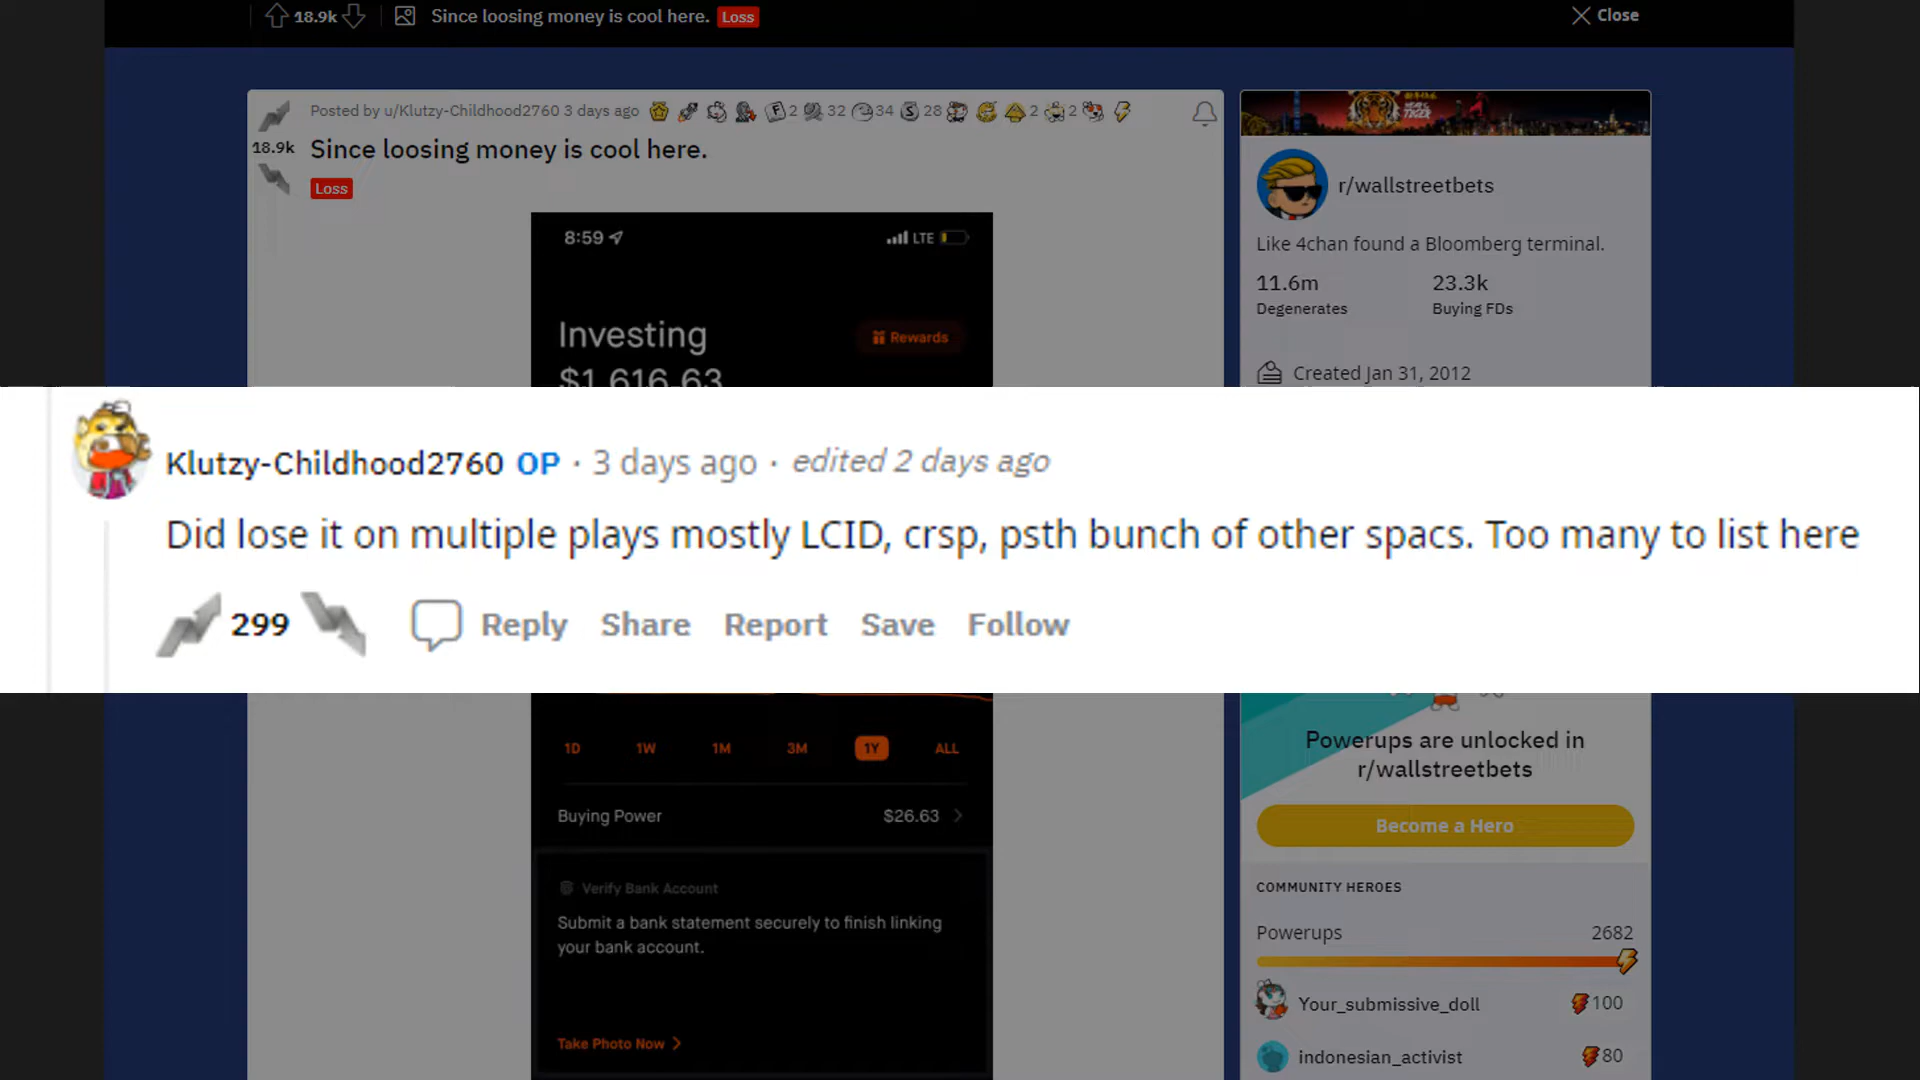 18.9k Since loosing money is cool here. Loss
Close
Posted by u/Klutzy-Childhood2760 3 days ago 2 32 34 28 2 2
18.9k
Since loosing money is cool here.
Loss
8:59 LTE
Investing
Rewards
$1,616.63
r/wallstreetbets
Like 4chan found a Bloomberg terminal.
11.6m 23.3k
Degenerates Buying FDs
Created Jan 31, 2012
Klutzy-Childhood2760 OP · 3 days ago · edited 2 days ago
Did lose it on multiple plays mostly LCID, crsp, psth bunch of other spacs. Too many to list here
299 Reply Share Report Save Follow
1D 1W 1M 3M 1Y ALL
Buying Power $26.63
Verify Bank Account
Submit a bank statement securely to finish linking
your bank account.
Take Photo Now
Powerups are unlocked in
r/wallstreetbets
Become a Hero
COMMUNITY HEROES
Powerups 2682
Your_submissive_doll 100
indonesian_activist 80